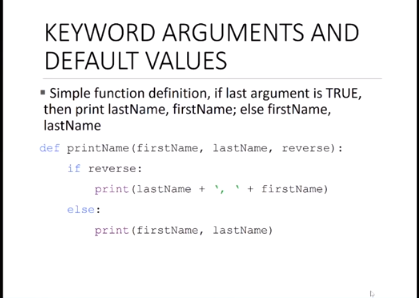 KEYWORD ARGUMENTS AND
DEFAULT VALUES
▪ Simple function definition, if last argument is TRUE,
then print lastName, firstName; else firstName,
lastName
def printName(firstName, lastName, reverse):
    if reverse:
        print(lastName + ‘, ‘ + firstName)
    else:
        print(firstName, lastName)